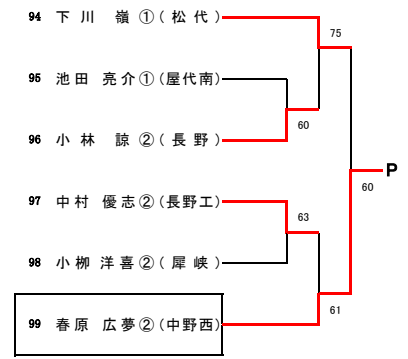 94 下川 嶺①(松代)
75
95 池田 亮介①(屋代南)
60
96 小林 諒②(長野)
P
60
97 中村 優志②(長野工)
63
98 小栁 洋喜②(犀峡)
61
99 春原 広夢②(中野西)